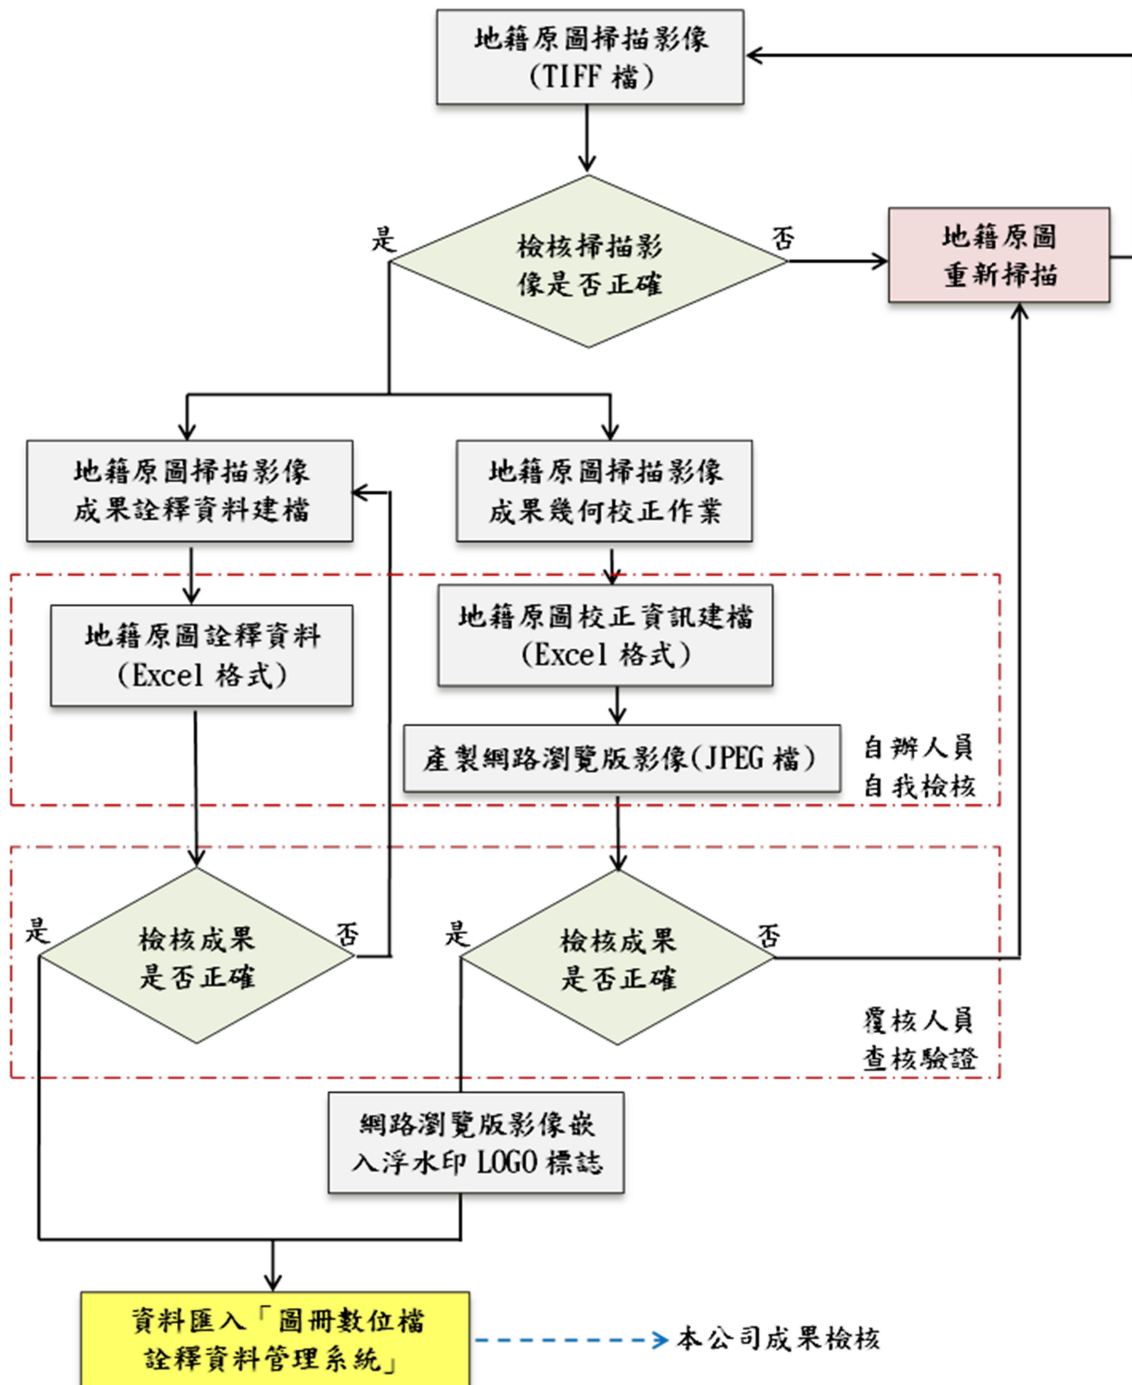 地籍原圖掃描影像
(TIFF 檔)
檢核掃描影
像是否正確
是
否
地籍原圖
重新掃描
地籍原圖掃描影像
成果詮釋資料建檔
地籍原圖掃描影像
成果幾何校正作業
地籍原圖詮釋資料
(Excel 格式)
地籍原圖校正資訊建檔
(Excel 格式)
產製網路瀏覽版影像(JPEG 檔)
自辦人員
自我檢核
是
檢核成果
是否正確
否
是
檢核成果
是否正確
否
覆核人員
查核驗證
網路瀏覽版影像嵌
入浮水印 LOGO 標誌
資料匯入「圖冊數位檔
詮釋資料管理系統」
本公司成果檢核